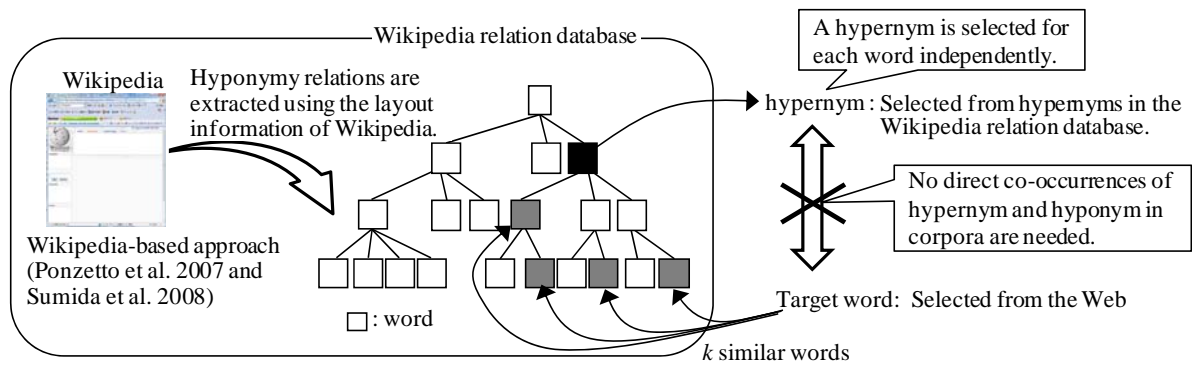 Wikipedia relation database
A hypernym is selected for
each word independently.
Wikipedia
Hyponymy relations are
extracted using the layout
information of Wikipedia.
hypernym : Selected from hypernyms in the
Wikipedia relation database.
No direct co-occurrences of
hypernym and hyponym in
corpora are needed.
Wikipedia-based approach
(Ponzetto et al. 2007 and
Sumida et al. 2008)
: word
Target word: Selected from the Web
k similar words